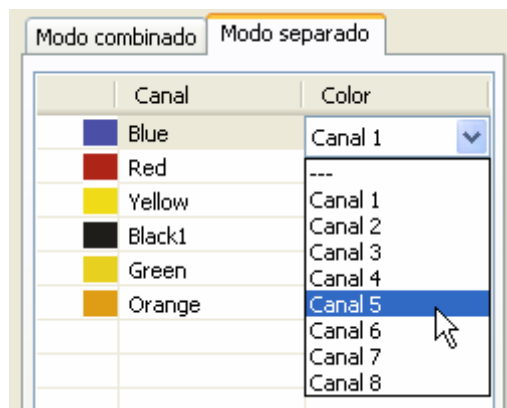 Modo combinado Modo separado
Canal Color
Blue Canal 1
Red
Yellow
Black1
Green
Orange
---
Canal 1
Canal 2
Canal 3
Canal 4
Canal 5
Canal 6
Canal 7
Canal 8